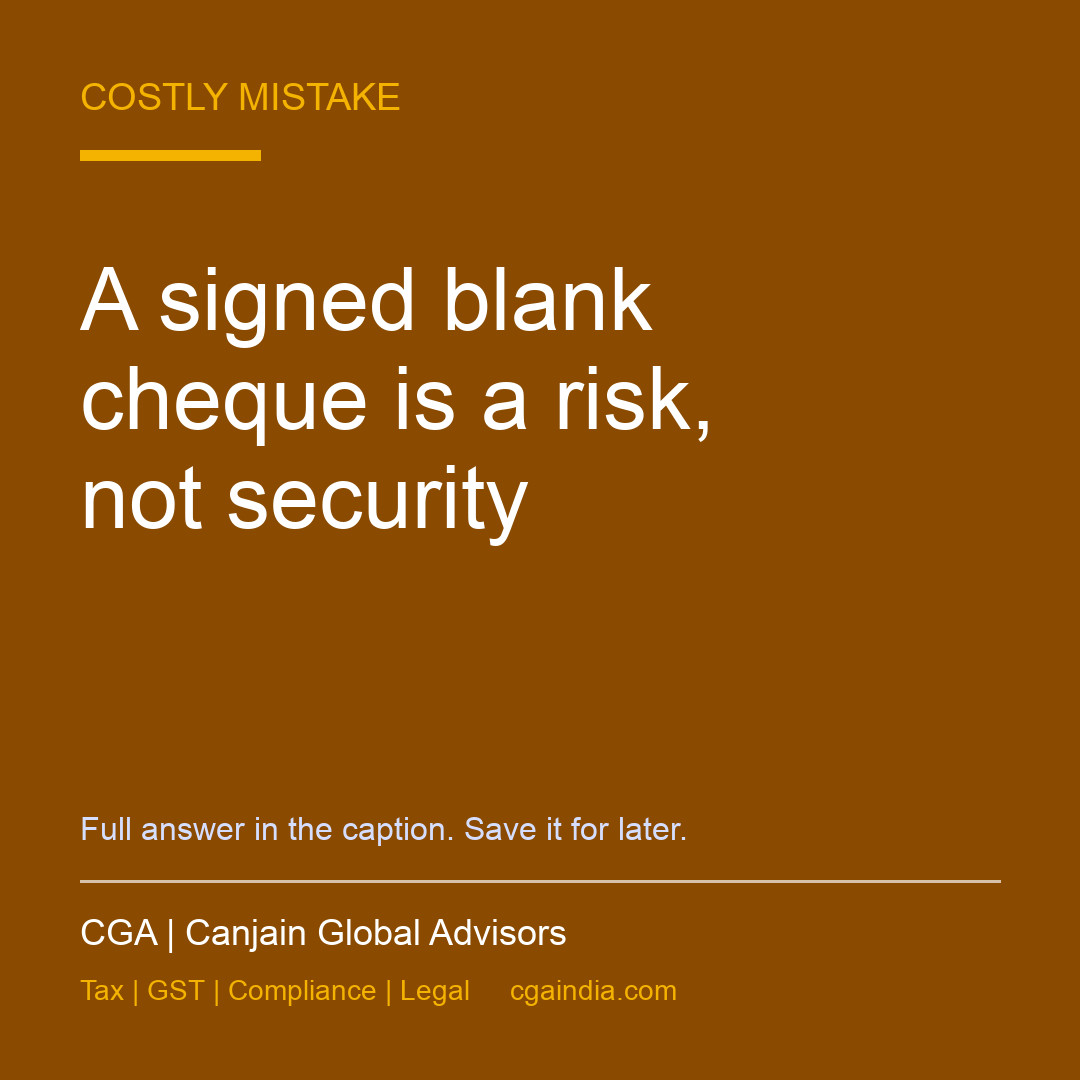 COSTLY MISTAKE
A signed blank
cheque is a risk,
not security
Full answer in the caption. Save it for later.
CGA | Canjain Global Advisors
Tax | GST | Compliance | Legal cgaindia.com